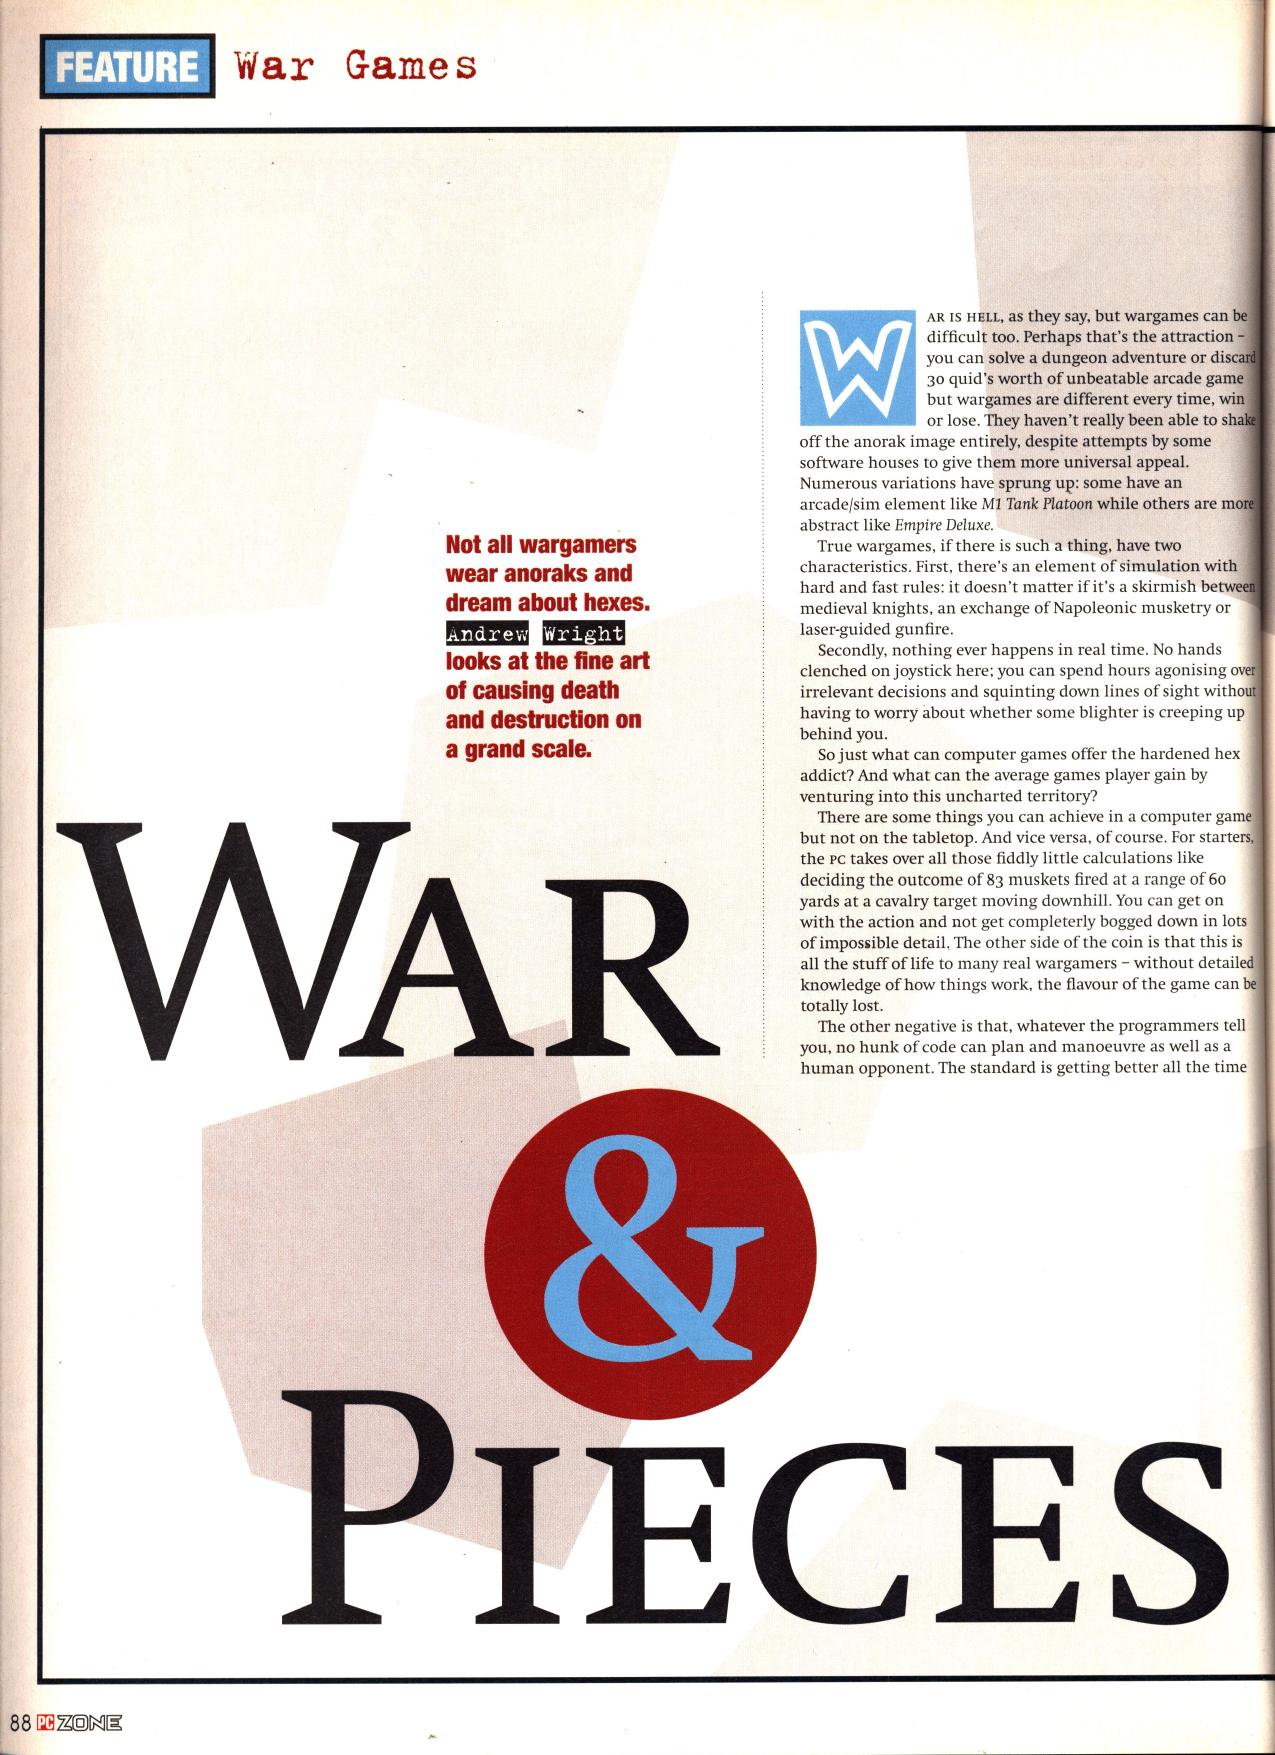 FEATURE War Games
Not all wargamers
wear anoraks and
dream about hexes.
Andrew Wright
looks at the fine art
of causing death
and destruction on
a grand scale.
WAR
&
PIECES
WAR IS HELL, as they say, but wargames can be
difficult too. Perhaps that's the attraction –
you can solve a dungeon adventure or discard
30 quid's worth of unbeatable arcade game
but wargames are different every time, win
or lose. They haven't really been able to shake
off the anorak image entirely, despite attempts by some
software houses to give them more universal appeal.
Numerous variations have sprung up: some have an
arcade/sim element like M1 Tank Platoon while others are more
abstract like Empire Deluxe.
True wargames, if there is such a thing, have two
characteristics. First, there's an element of simulation with
hard and fast rules: it doesn't matter if it's a skirmish between
medieval knights, an exchange of Napoleonic musketry or
laser-guided gunfire.
Secondly, nothing ever happens in real time. No hands
clenched on joystick here; you can spend hours agonising over
irrelevant decisions and squinting down lines of sight without
having to worry about whether some blighter is creeping up
behind you.
So just what can computer games offer the hardened hex
addict? And what can the average games player gain by
venturing into this uncharted territory?
There are some things you can achieve in a computer game
but not on the tabletop. And vice versa, of course. For starters,
the PC takes over all those fiddly little calculations like
deciding the outcome of 83 muskets fired at a range of 60
yards at a cavalry target moving downhill. You can get on
with the action and not get completerly bogged down in lots
of impossible detail. The other side of the coin is that this is
all the stuff of life to many real wargamers – without detailed
knowledge of how things work, the flavour of the game can be
totally lost.
The other negative is that, whatever the programmers tell
you, no hunk of code can plan and manoeuvre as well as a
human opponent. The standard is getting better all the time
88 PC ZONE